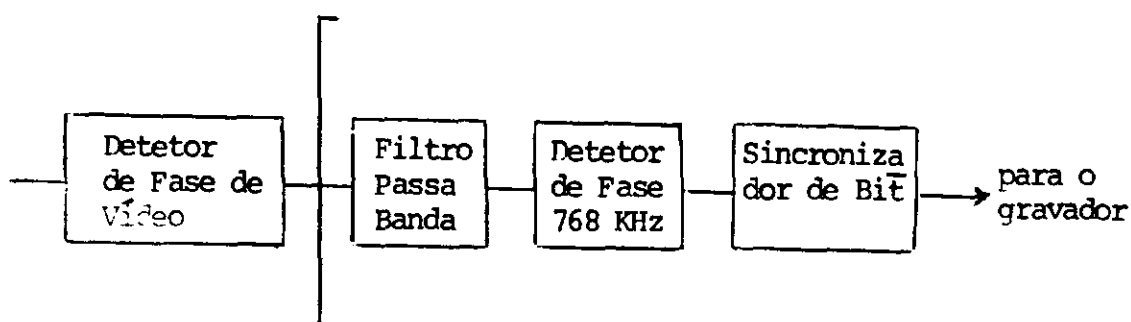 Detetor
de Fase de
Vídeo
Filtro
Passa
Banda
Detetor
de Fase
768 KHz
Sincroniza
dor de Bit
para o
gravador